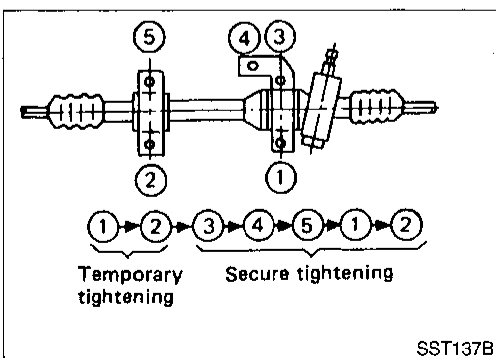 5 4 3
2 1
1 2 3 4 5 1 2
Temporary tightening
Secure tightening
SST137B